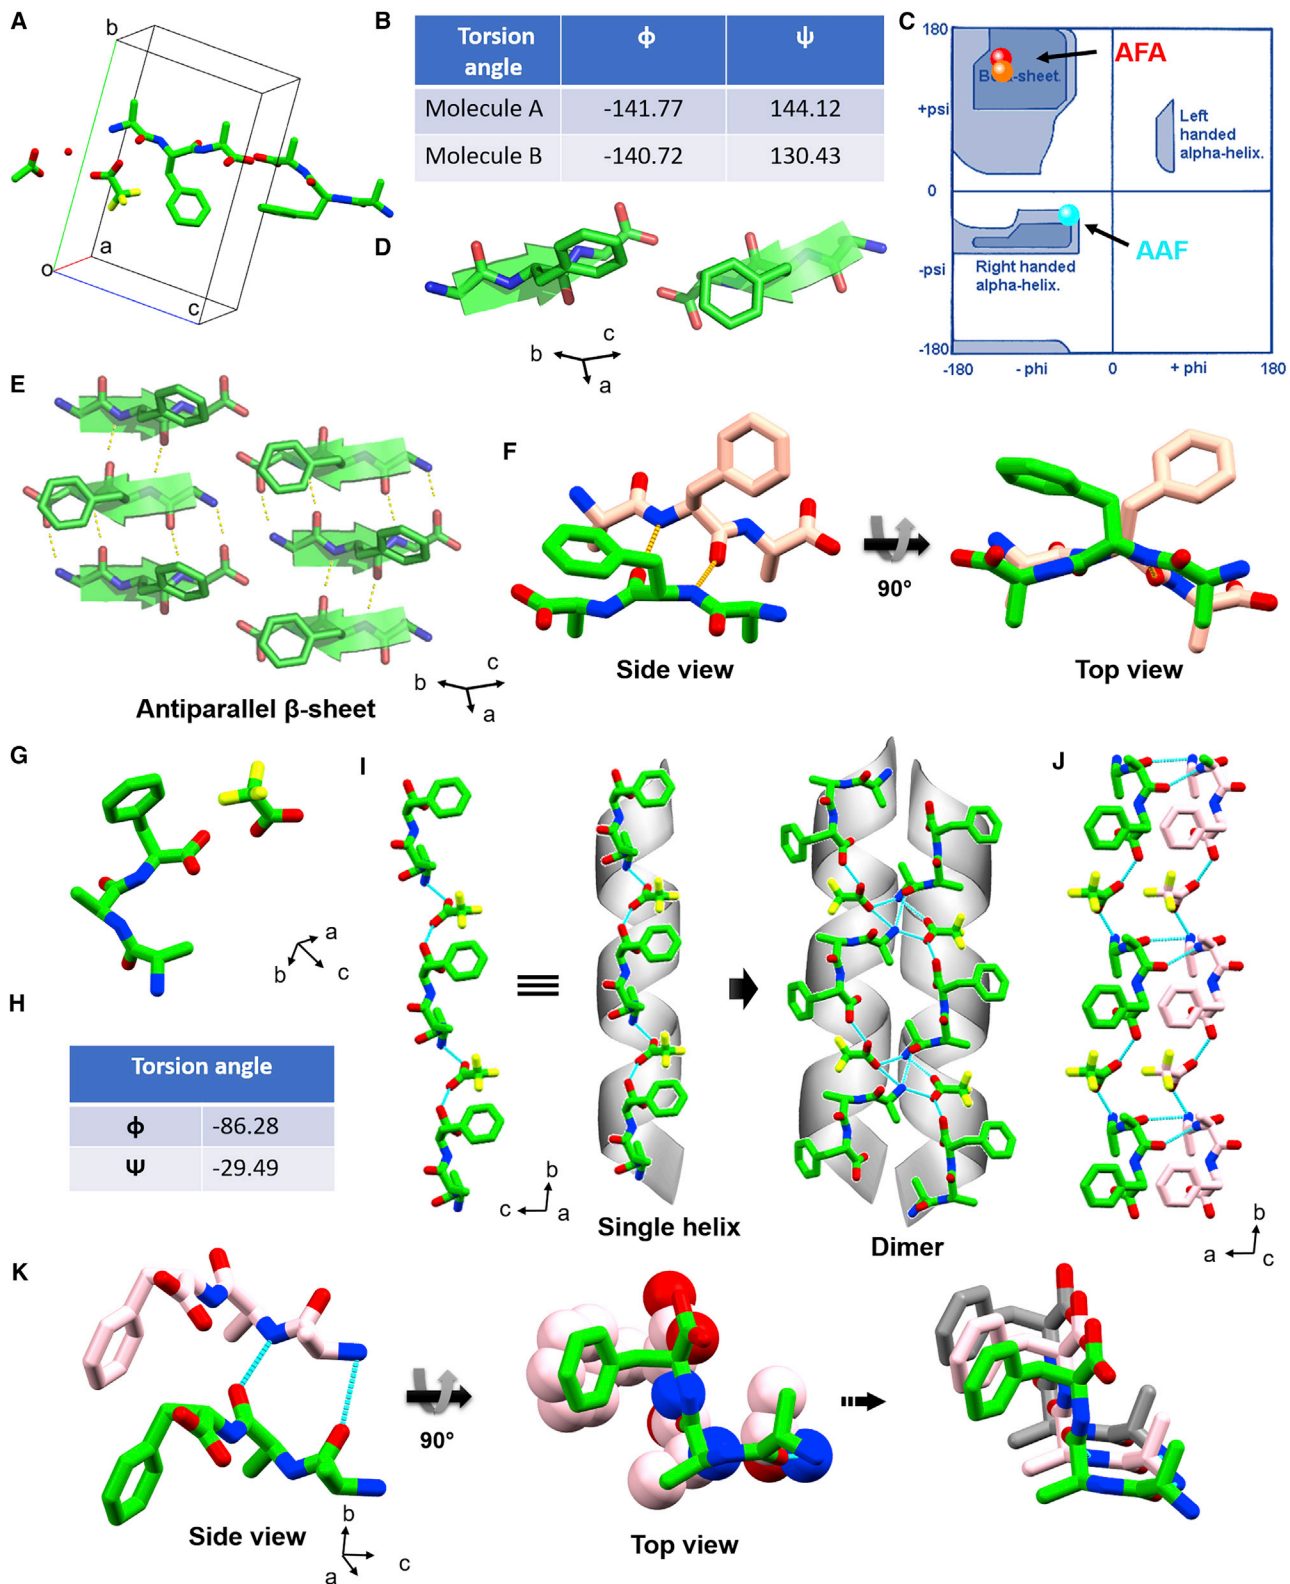 A
b
o
a
c
B
Torsion angle ϕ ψ
Molecule A -141.77 144.12
Molecule B -140.72 130.43
C
180
+psi
0
-psi
-180
-180 - phi 0 + phi 180
Beta-sheet.
AFA
Left
handed
alpha-helix.
AAF
Right handed
alpha-helix.
D
b c
a
E
b c
a
Antiparallel β-sheet
F
90°
Side view
Top view
G
a
b c
H
Torsion angle
ϕ -86.28
Ψ -29.49
I
b
c a
Single helix
Dimer
J
b
a c
K
90°
Side view
b
c
a
Top view